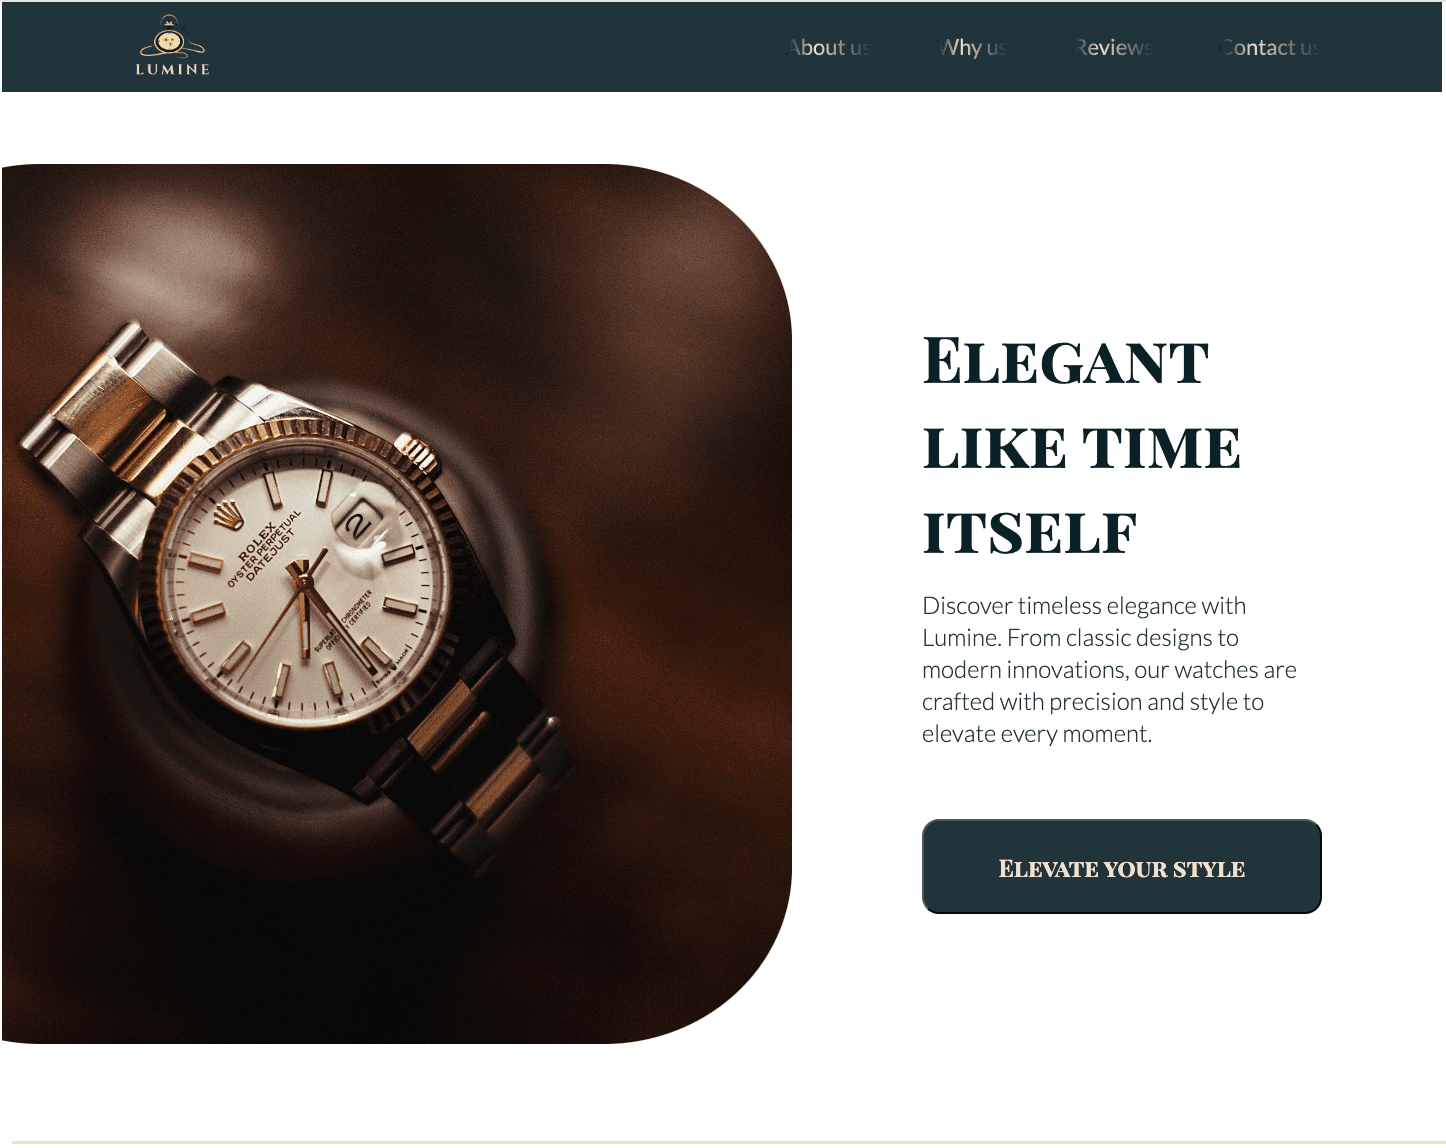 LUMINE
About us Why us Reviews Contact us
ELEGANT
LIKE TIME
ITSELF
Discover timeless elegance with
Lumine. From classic designs to
modern innovations, our watches are
crafted with precision and style to
elevate every moment.
ELEVATE YOUR STYLE
ROLEX
OYSTER PERPETUAL
DATEJUST
2
CHRONOMETER
CERTIFIED